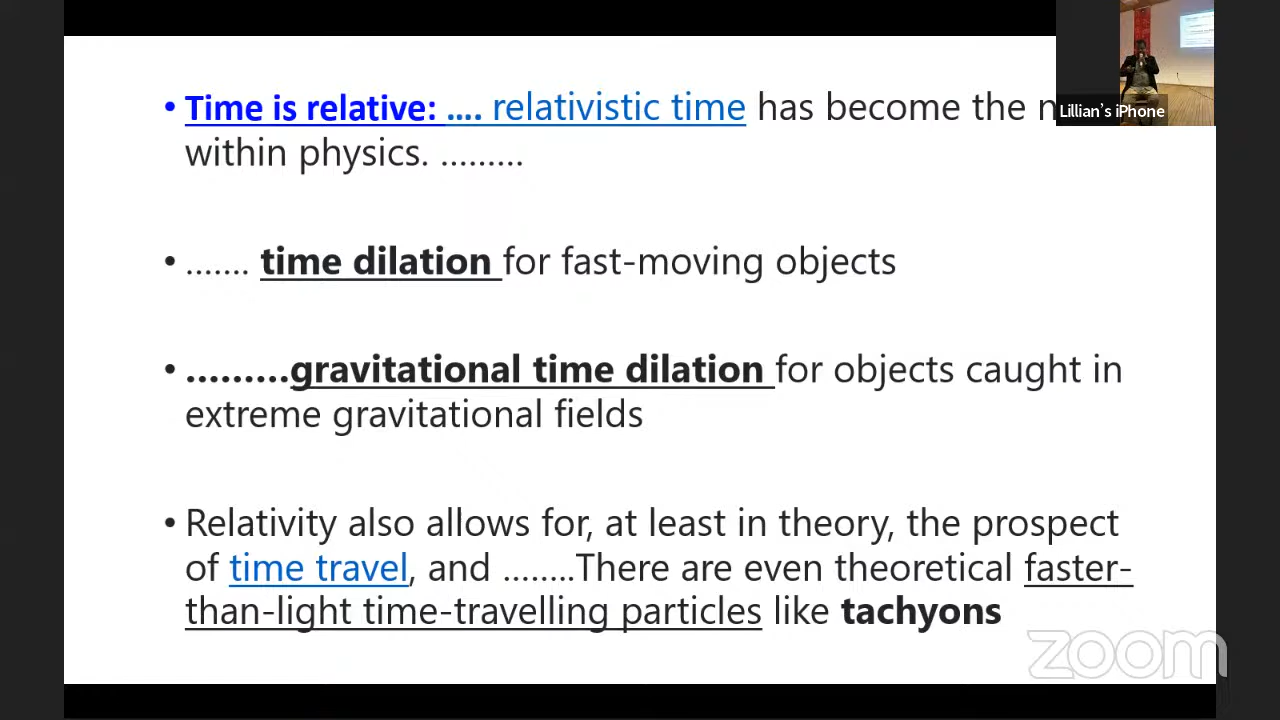 • Time is relative: .... relativistic time has become the
within physics. .........
• ....... time dilation for fast-moving objects
• .........gravitational time dilation for objects caught in
extreme gravitational fields
• Relativity also allows for, at least in theory, the prospect
of time travel, and ........There are even theoretical faster-
than-light time-travelling particles like tachyons
Lillian's iPhone
zoom